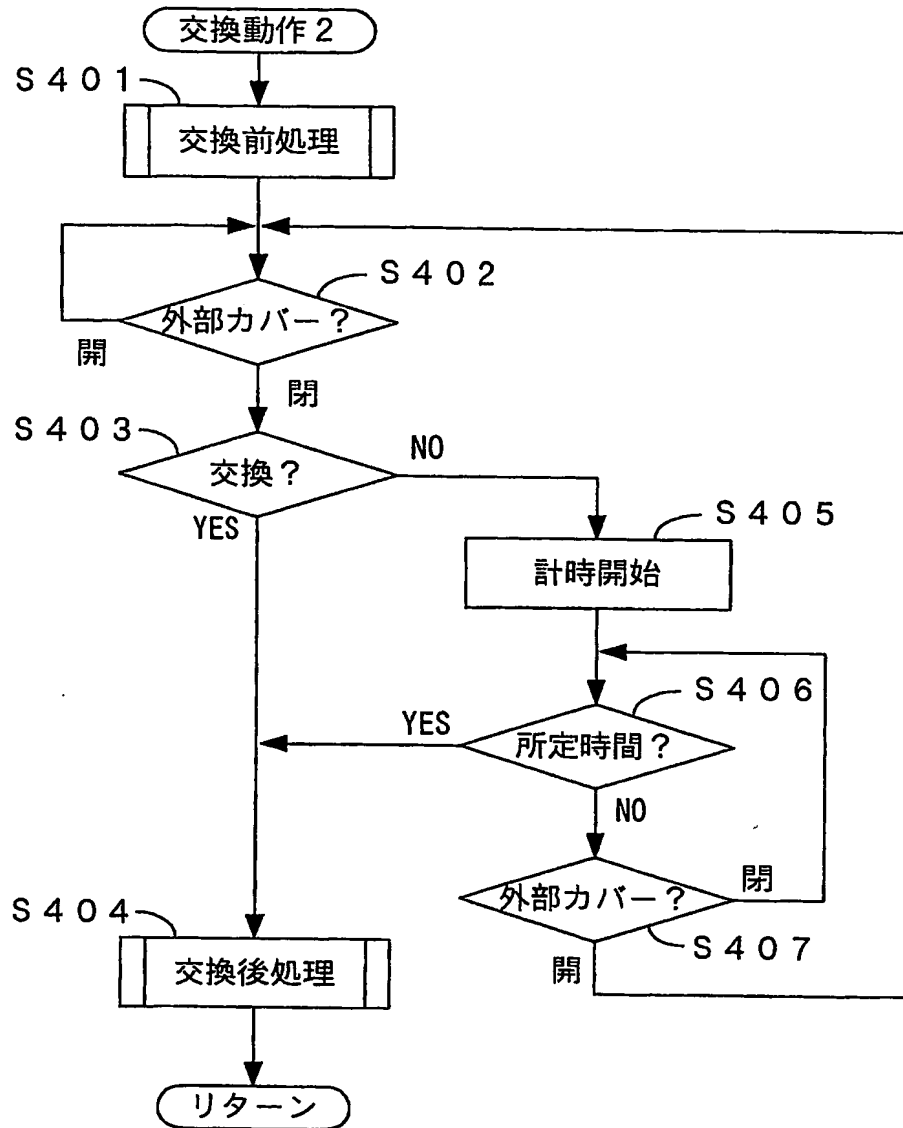 交換動作２
Ｓ４０１
交換前処理
Ｓ４０２
外部カバー？
開
閉
Ｓ４０３
交換？
NO
YES
Ｓ４０５
計時開始
Ｓ４０６
YES
所定時間？
NO
外部カバー？
閉
Ｓ４０７
開
Ｓ４０４
交換後処理
リターン